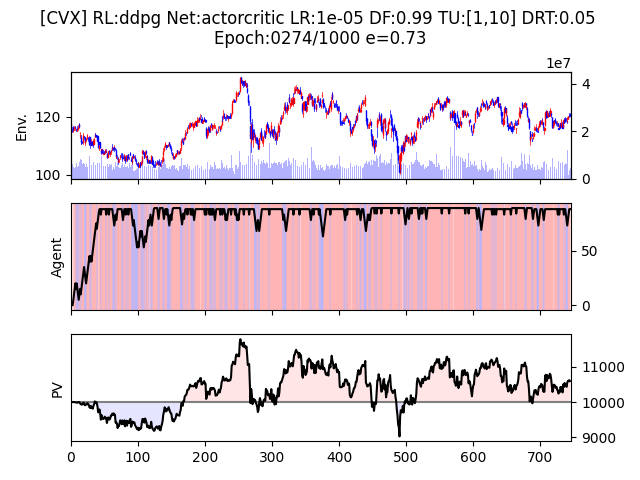 [CVX] RL:ddpg Net:actorcritic LR:1e-05 DF:0.99 TU:[1,10] DRT:0.05
Epoch:0274/1000 e=0.73
1e7
Env.
120
100
4
2
0
Agent
50
0
PV
11000
10000
9000
0 100 200 300 400 500 600 700